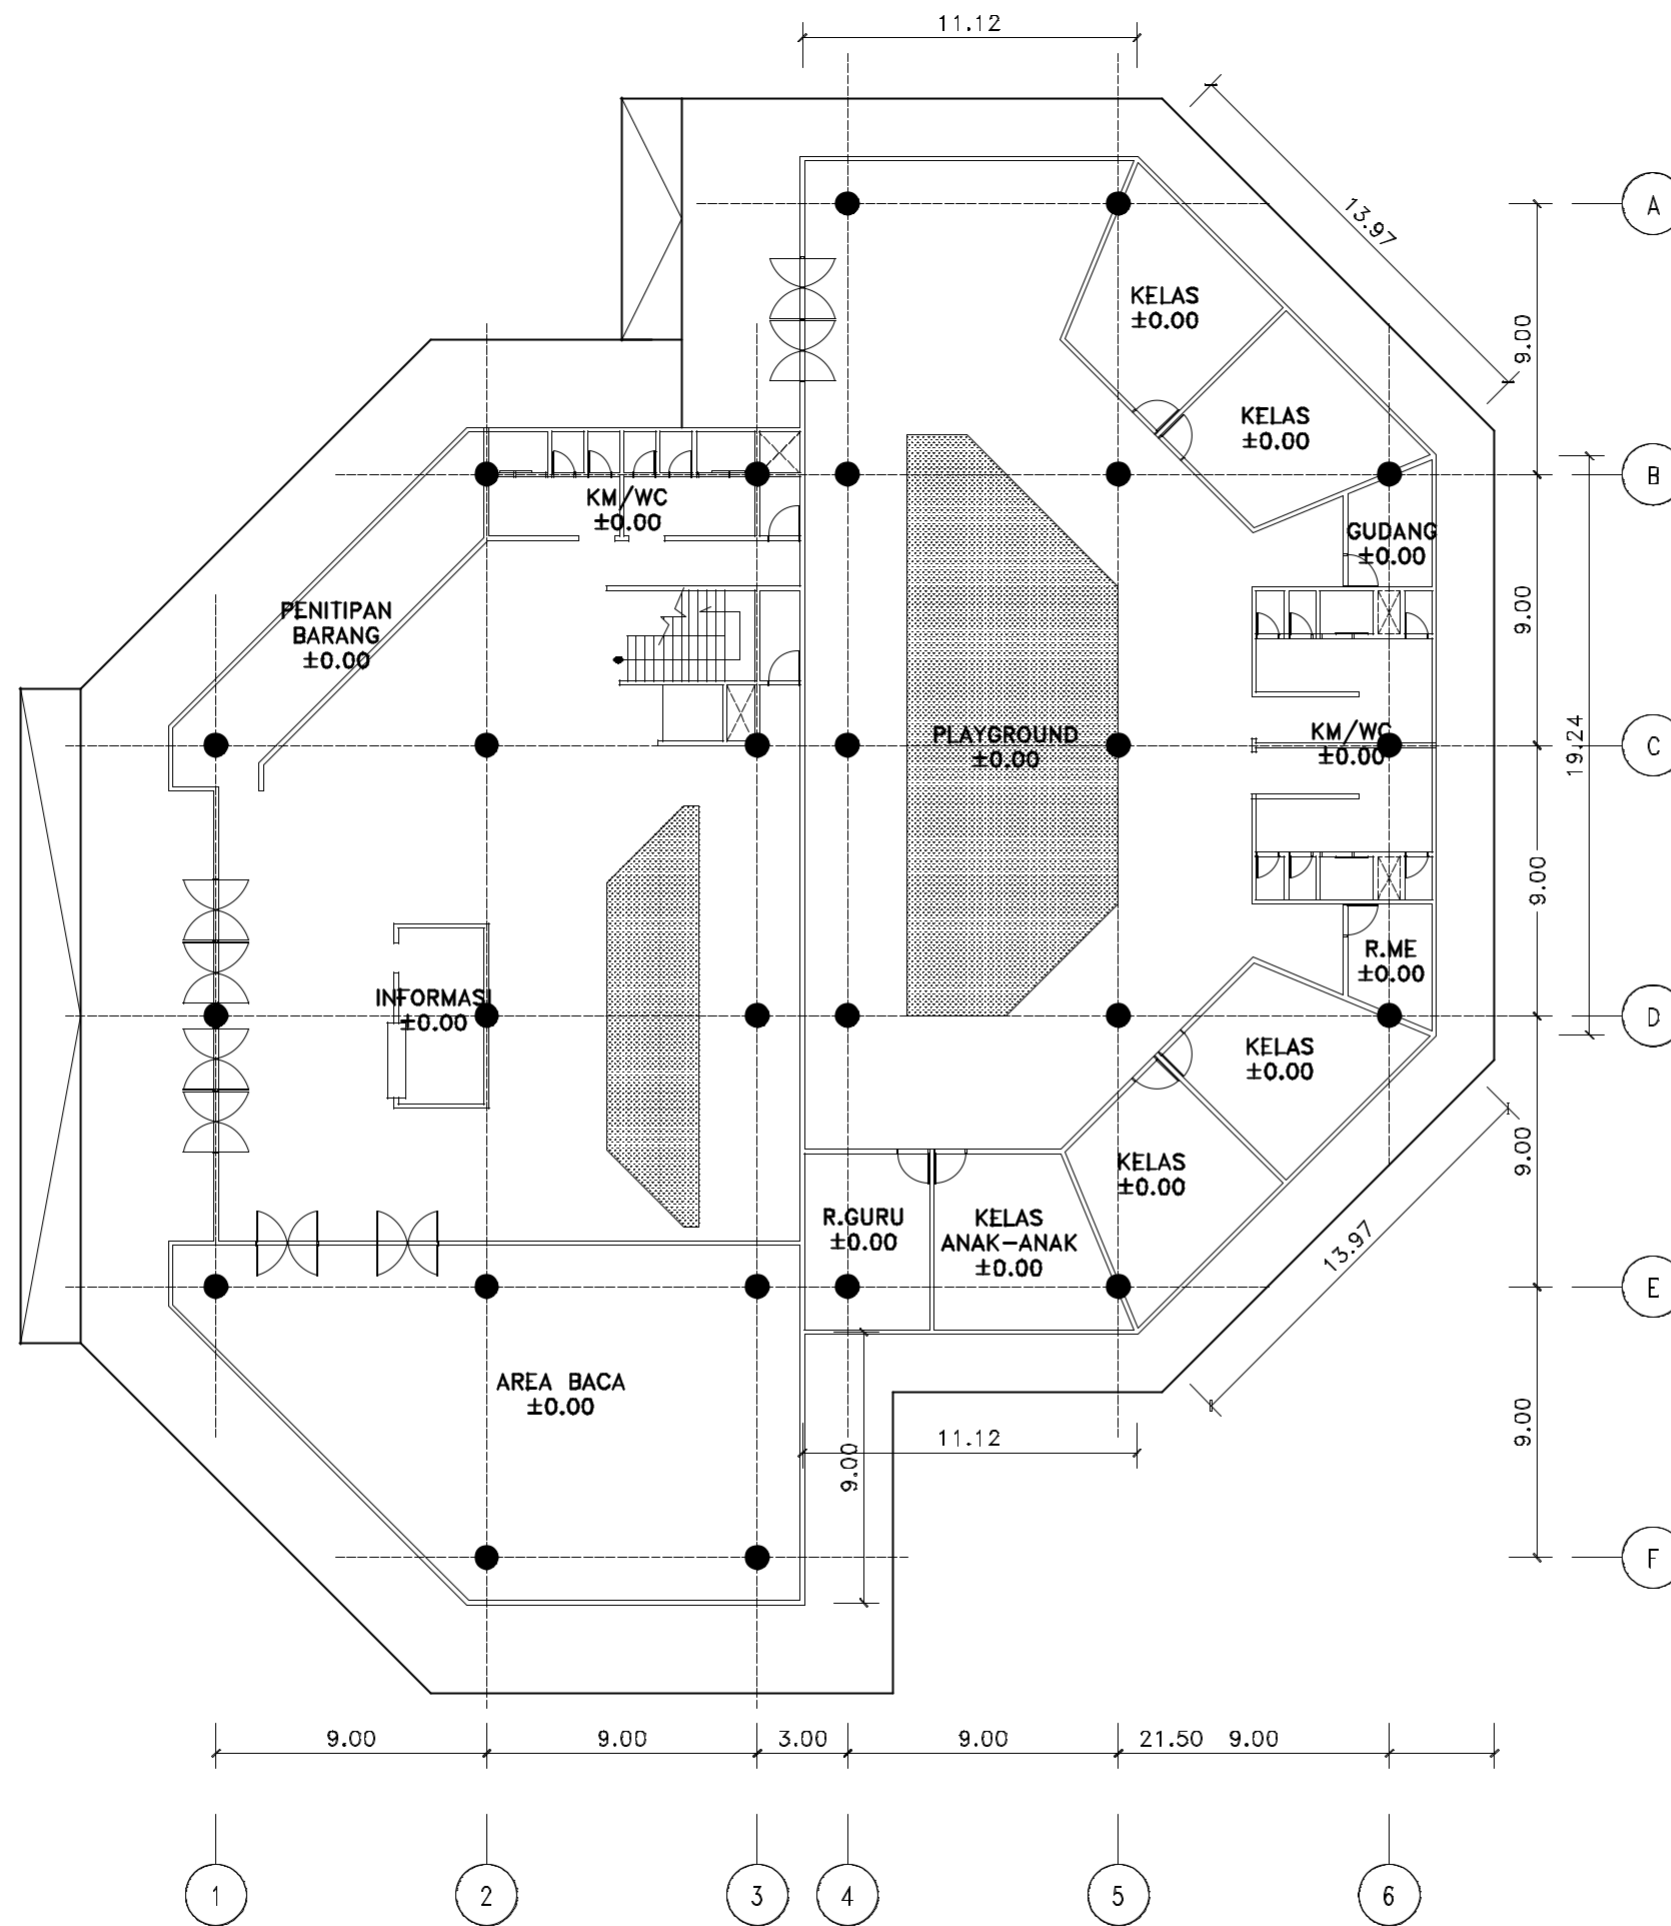 11.12
13.97
A
KELAS
±0.00
9.00
KELAS
±0.00
B
KM/WC
±0.00
GUDANG
±0.00
PENITIPAN
BARANG
±0.00
9.00
PLAYGROUND
±0.00
KM/WC
±0.00
19.24
C
9.00
R.ME
±0.00
INFORMASI
±0.00
D
KELAS
±0.00
9.00
KELAS
±0.00
R.GURU
±0.00
KELAS
ANAK-ANAK
±0.00
13.97
E
AREA BACA
±0.00
11.12
9.00
9.00
F
9.00 9.00 3.00 9.00 21.50 9.00
1 2 3 4 5 6